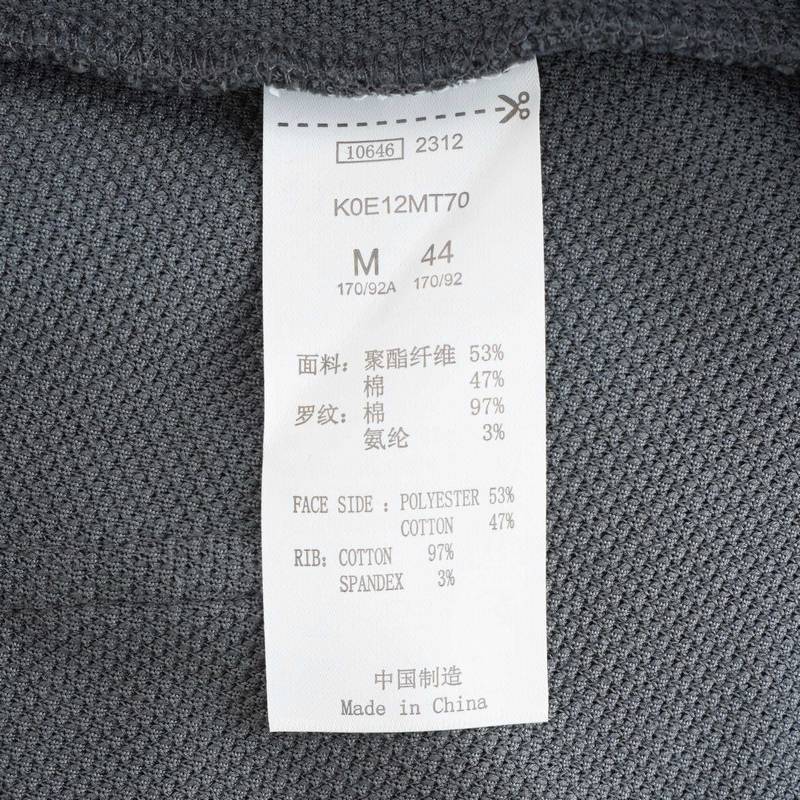 10646 2312
K0E12MT70
M 44
170/92A 170/92
面料：聚酯纤维 53%
棉 47%
罗纹：棉 97%
氨纶 3%
FACE SIDE : POLYESTER 53%
COTTON 47%
RIB: COTTON 97%
SPANDEX 3%
中国制造
Made in China